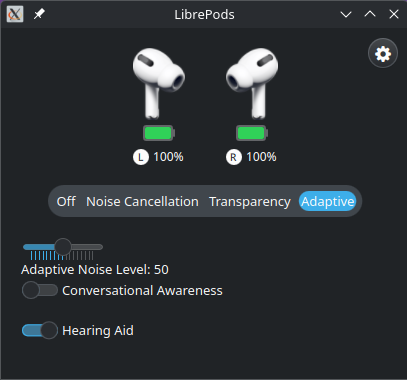 LibrePods
L 100%
R 100%
Off Noise Cancellation Transparency Adaptive
Adaptive Noise Level: 50
Conversational Awareness
Hearing Aid